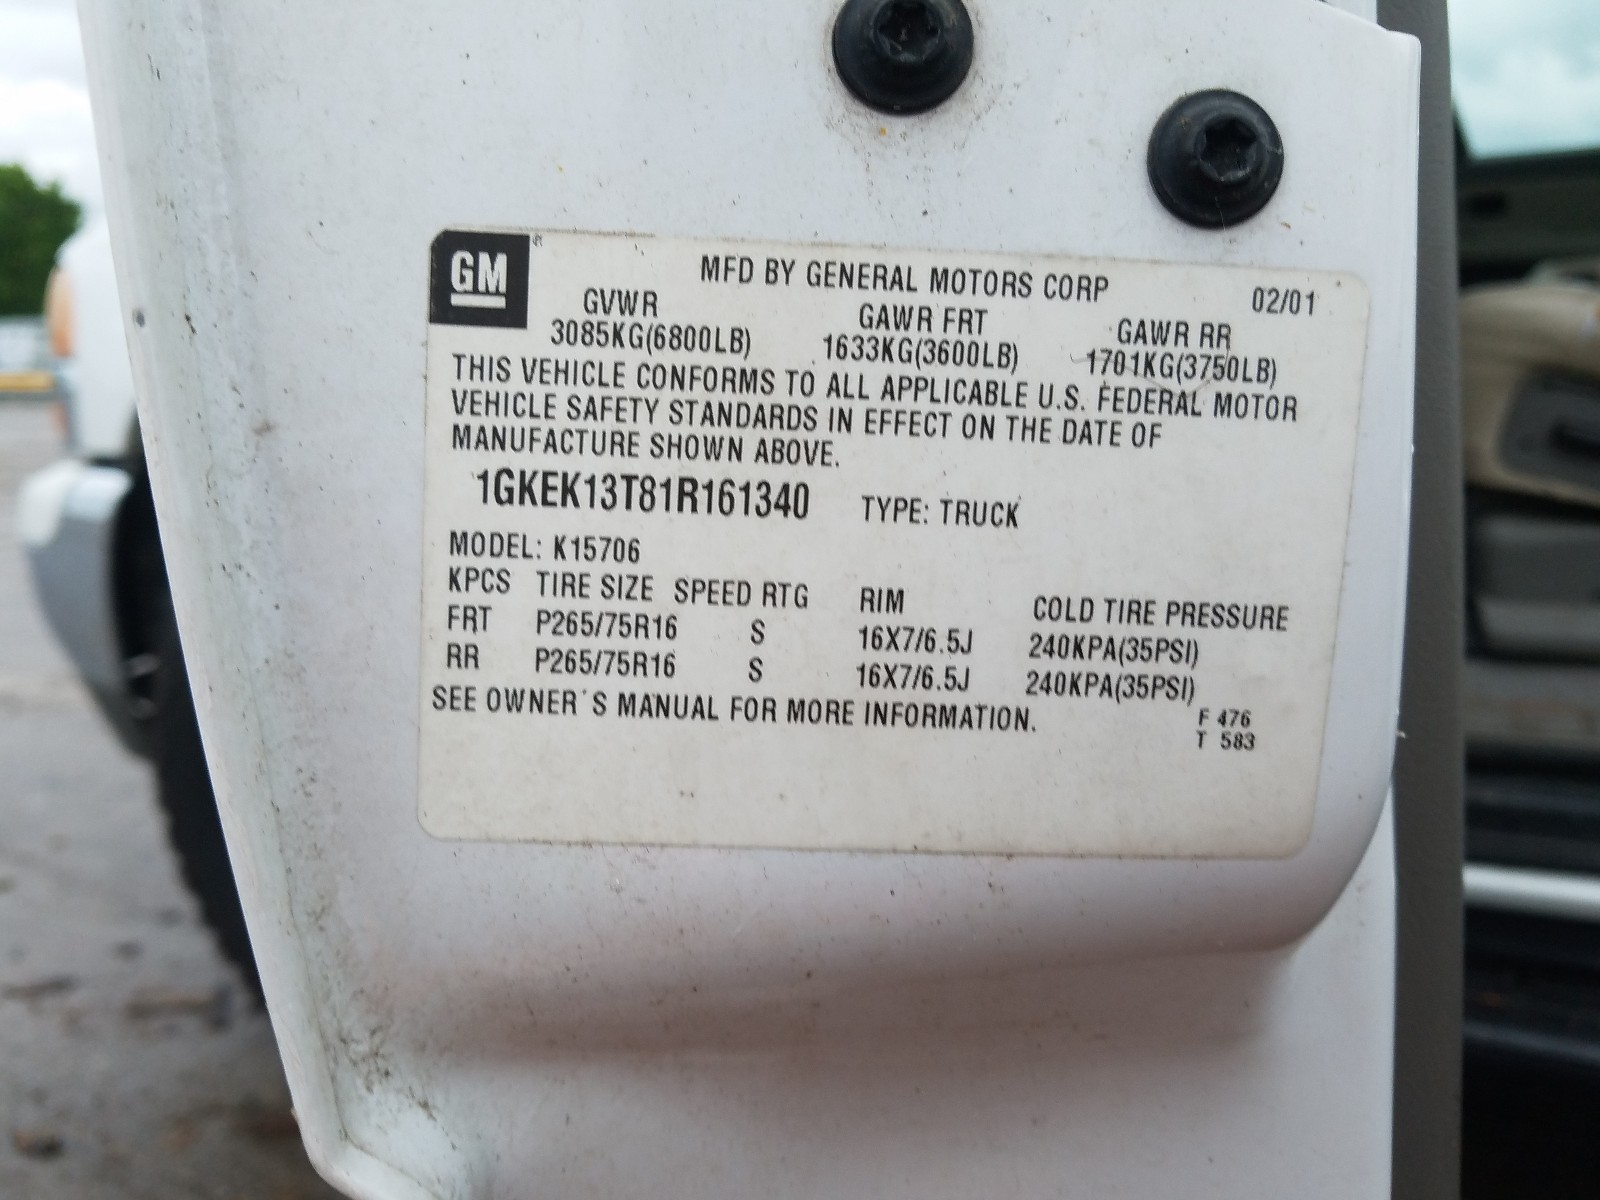 GM
MFD BY GENERAL MOTORS CORP 02/01
GVWR GAWR FRT GAWR RR
3085KG(6800LB) 1633KG(3600LB) 1701KG(3750LB)
THIS VEHICLE CONFORMS TO ALL APPLICABLE U.S. FEDERAL MOTOR
VEHICLE SAFETY STANDARDS IN EFFECT ON THE DATE OF
MANUFACTURE SHOWN ABOVE.
1GKEK13T81R161340 TYPE: TRUCK
MODEL: K15706
KPCS TIRE SIZE SPEED RTG RIM COLD TIRE PRESSURE
FRT P265/75R16 S 16X7/6.5J 240KPA(35PSI)
RR P265/75R16 S 16X7/6.5J 240KPA(35PSI)
SEE OWNER'S MANUAL FOR MORE INFORMATION.
F 476
T 583